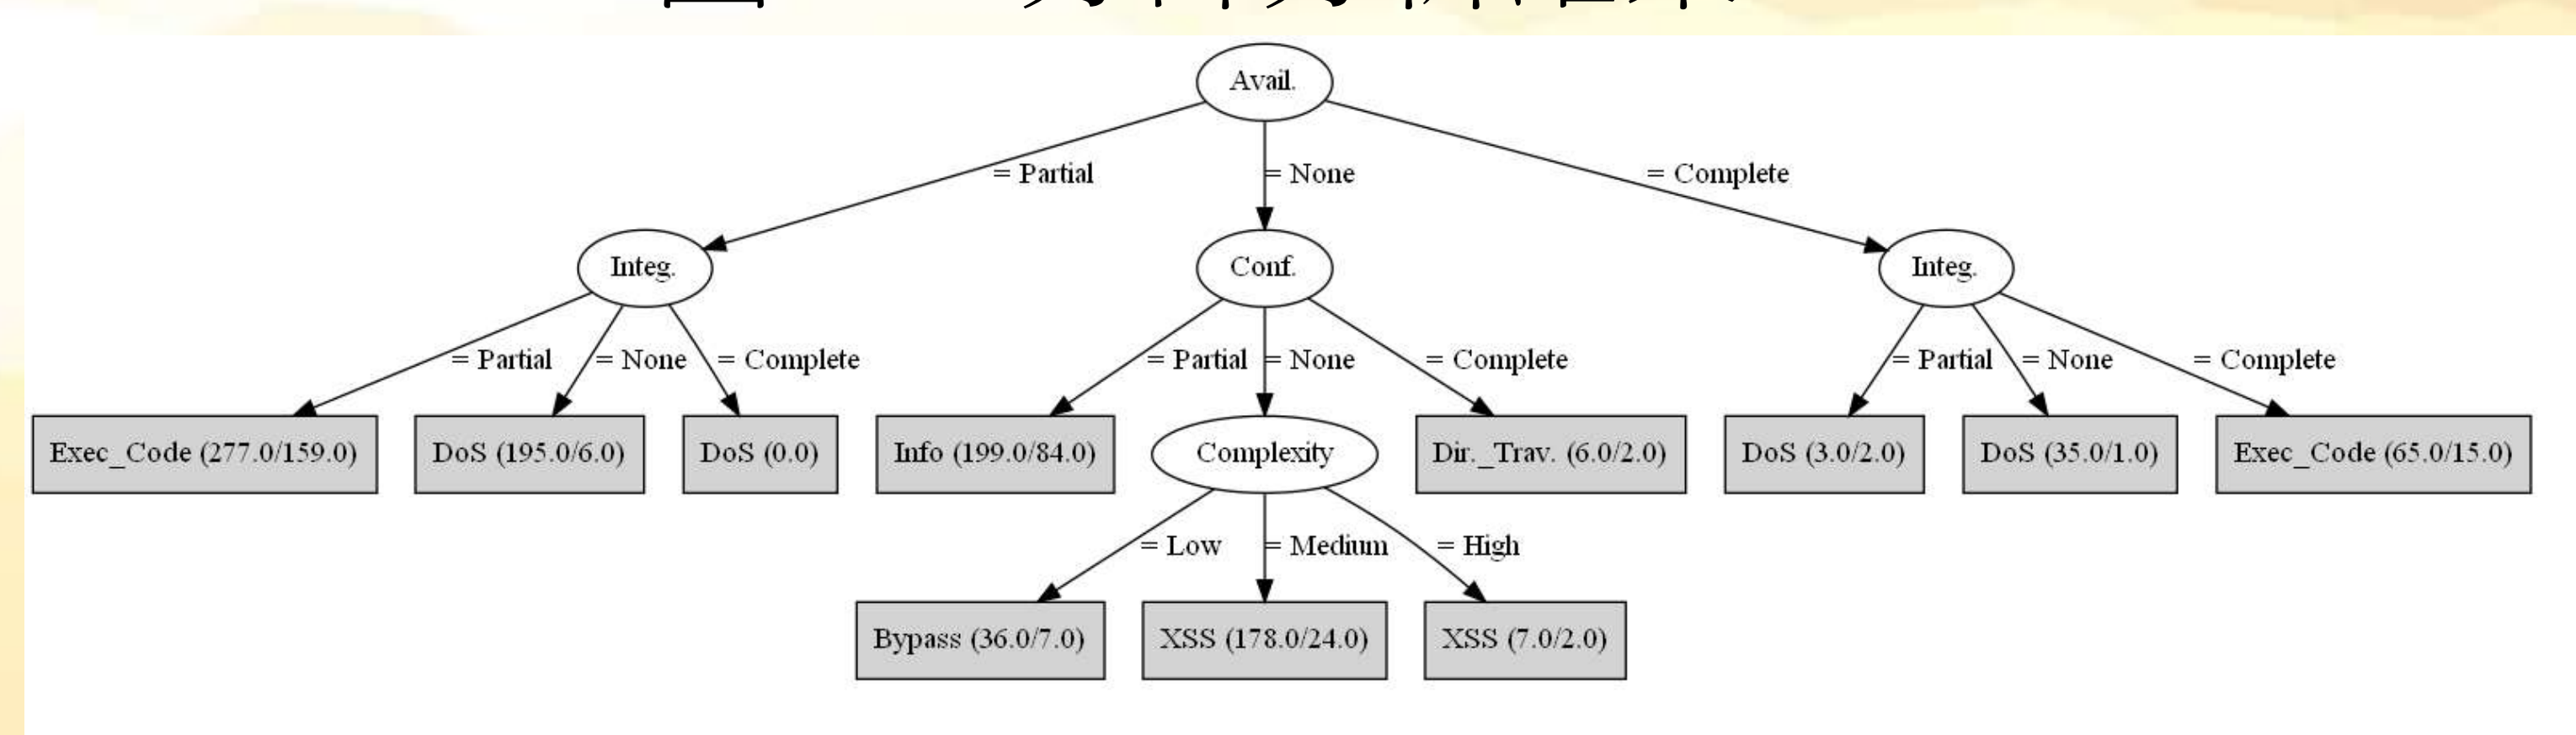 Avail.
= Partial
= None
= Complete
Integ.
Conf.
Integ.
= Partial
= None
= Complete
= Partial
= None
= Complete
= Partial
= None
= Complete
Exec_Code (277.0/159.0)
DoS (195.0/6.0)
DoS (0.0)
Info (199.0/84.0)
Complexity
Dir._Trav. (6.0/2.0)
DoS (3.0/2.0)
DoS (35.0/1.0)
Exec_Code (65.0/15.0)
= Low
= Medium
= High
Bypass (36.0/7.0)
XSS (178.0/24.0)
XSS (7.0/2.0)